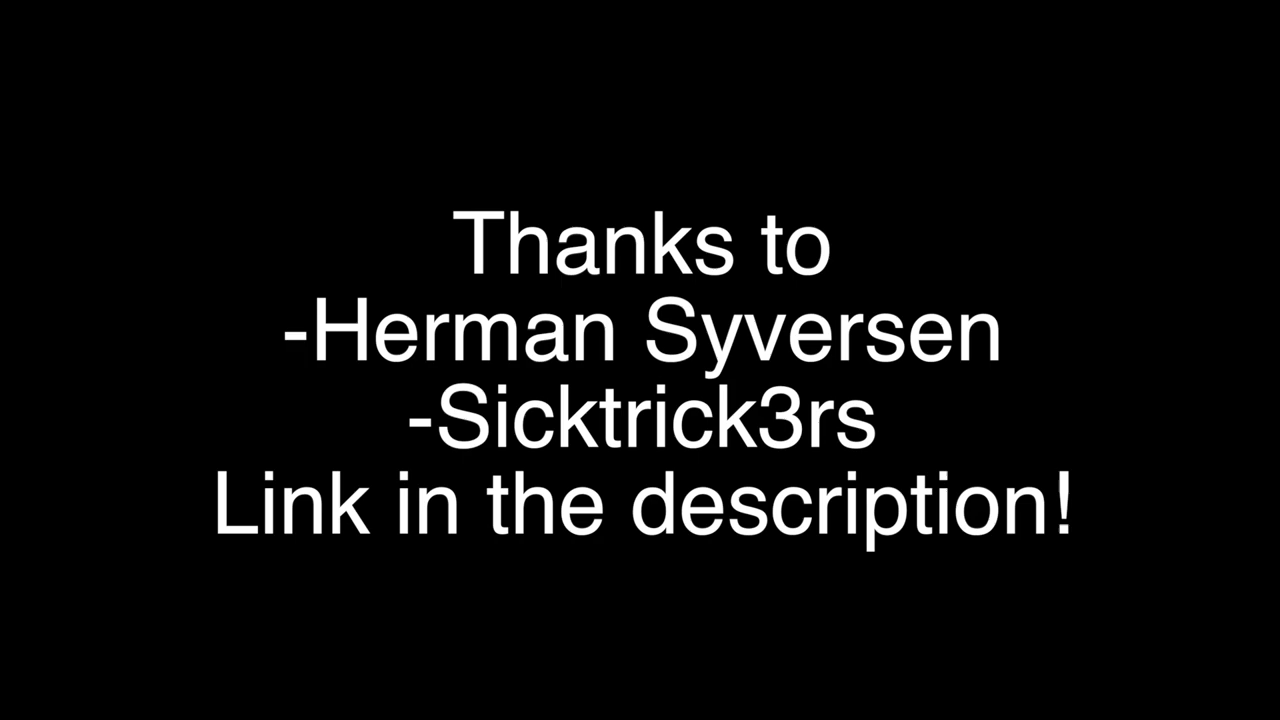 Thanks to
-Herman Syversen
-Sicktrick3rs
Link in the description!